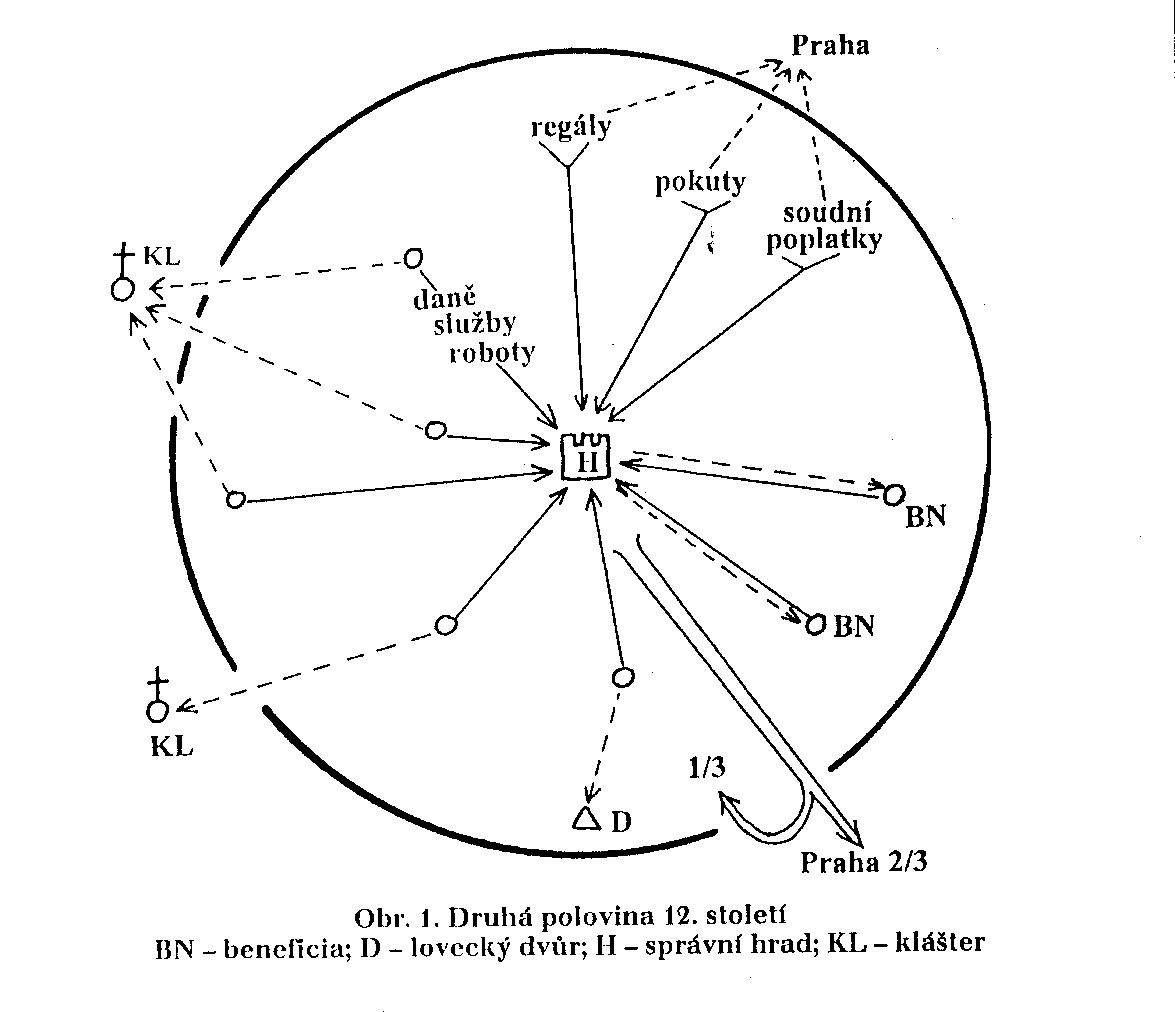 Praha
regály
pokuty
soudní
poplatky
KL
daně
služby
roboty
H
BN
BN
KL
1/3
D
Praha 2/3
Obr. 1. Druhá polovina 12. století
BN – beneficia; D – lovecký dvůr; H – správní hrad; KL – klášter